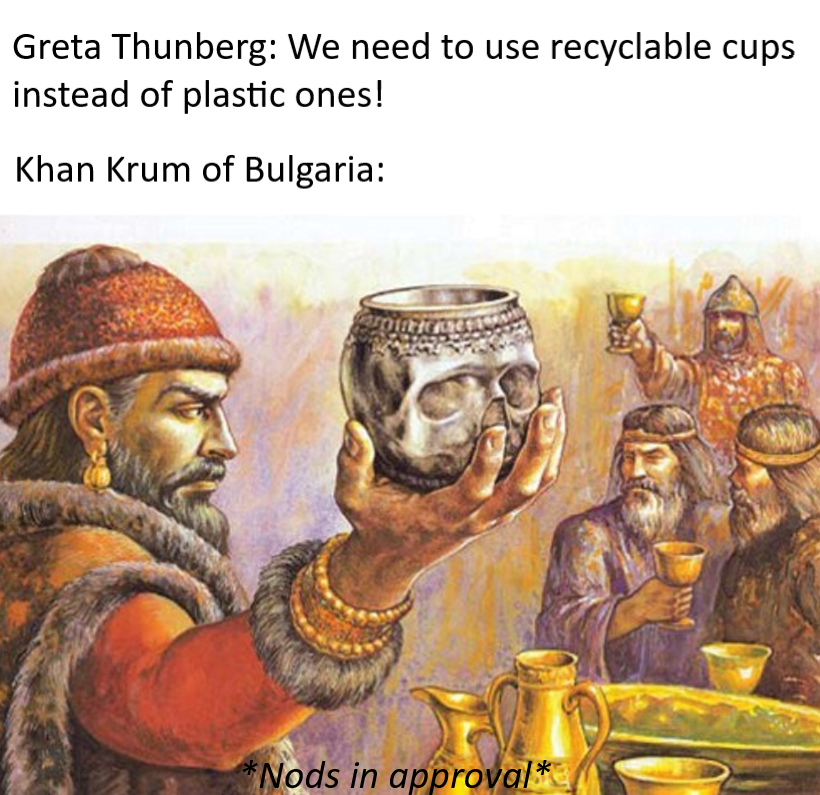 Greta Thunberg: We need to use recyclable cups
instead of plastic ones!
Khan Krum of Bulgaria:
*Nods in approval*